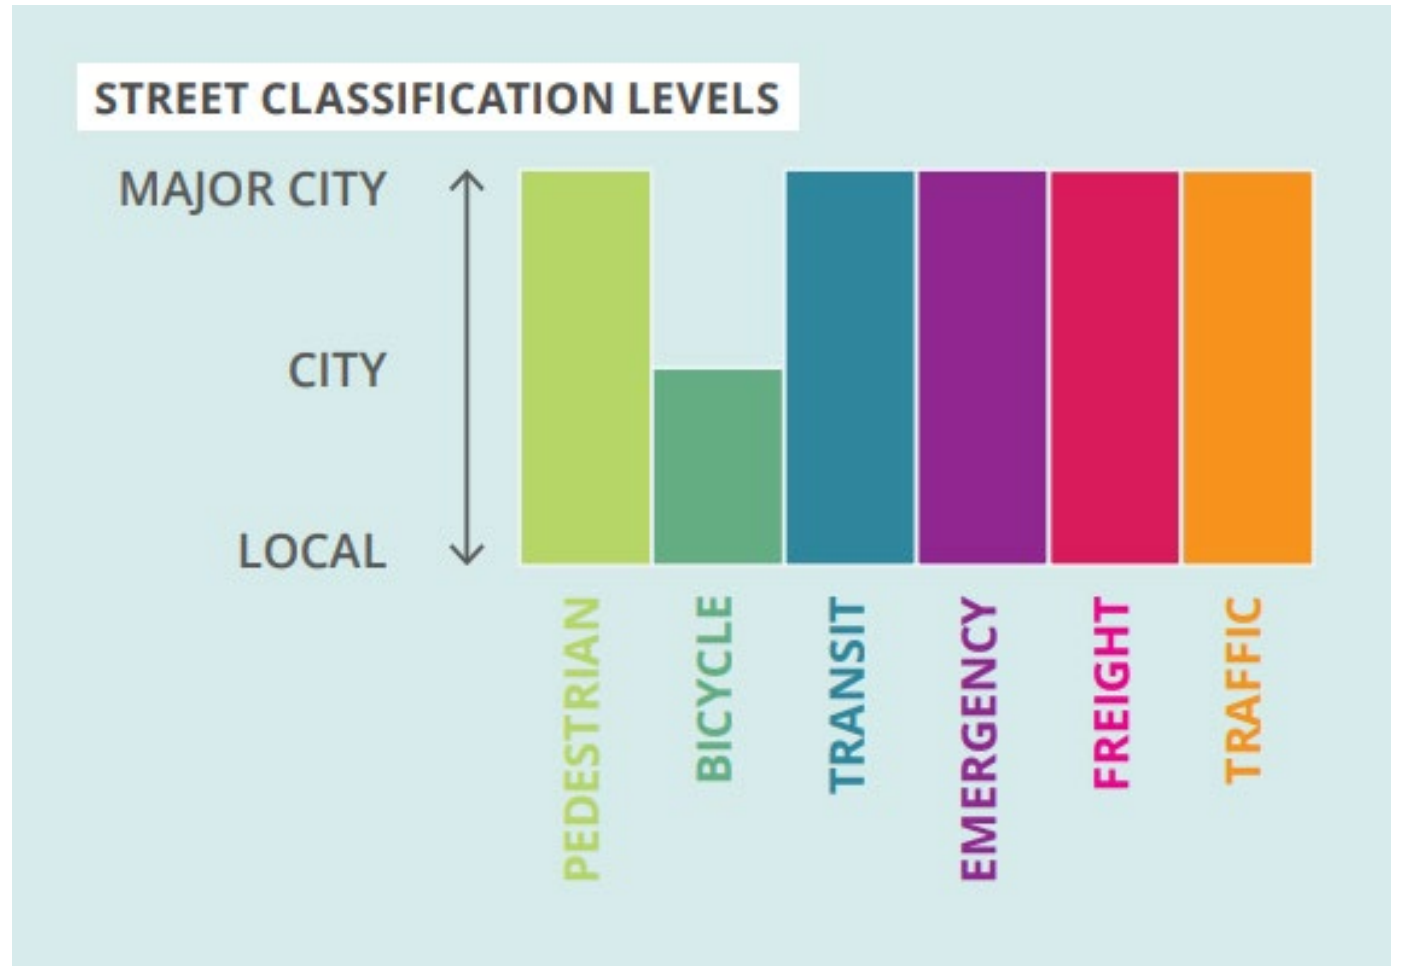 STREET CLASSIFICATION LEVELS
MAJOR CITY
CITY
LOCAL
PEDESTRIAN
BICYCLE
TRANSIT
EMERGENCY
FREIGHT
TRAFFIC